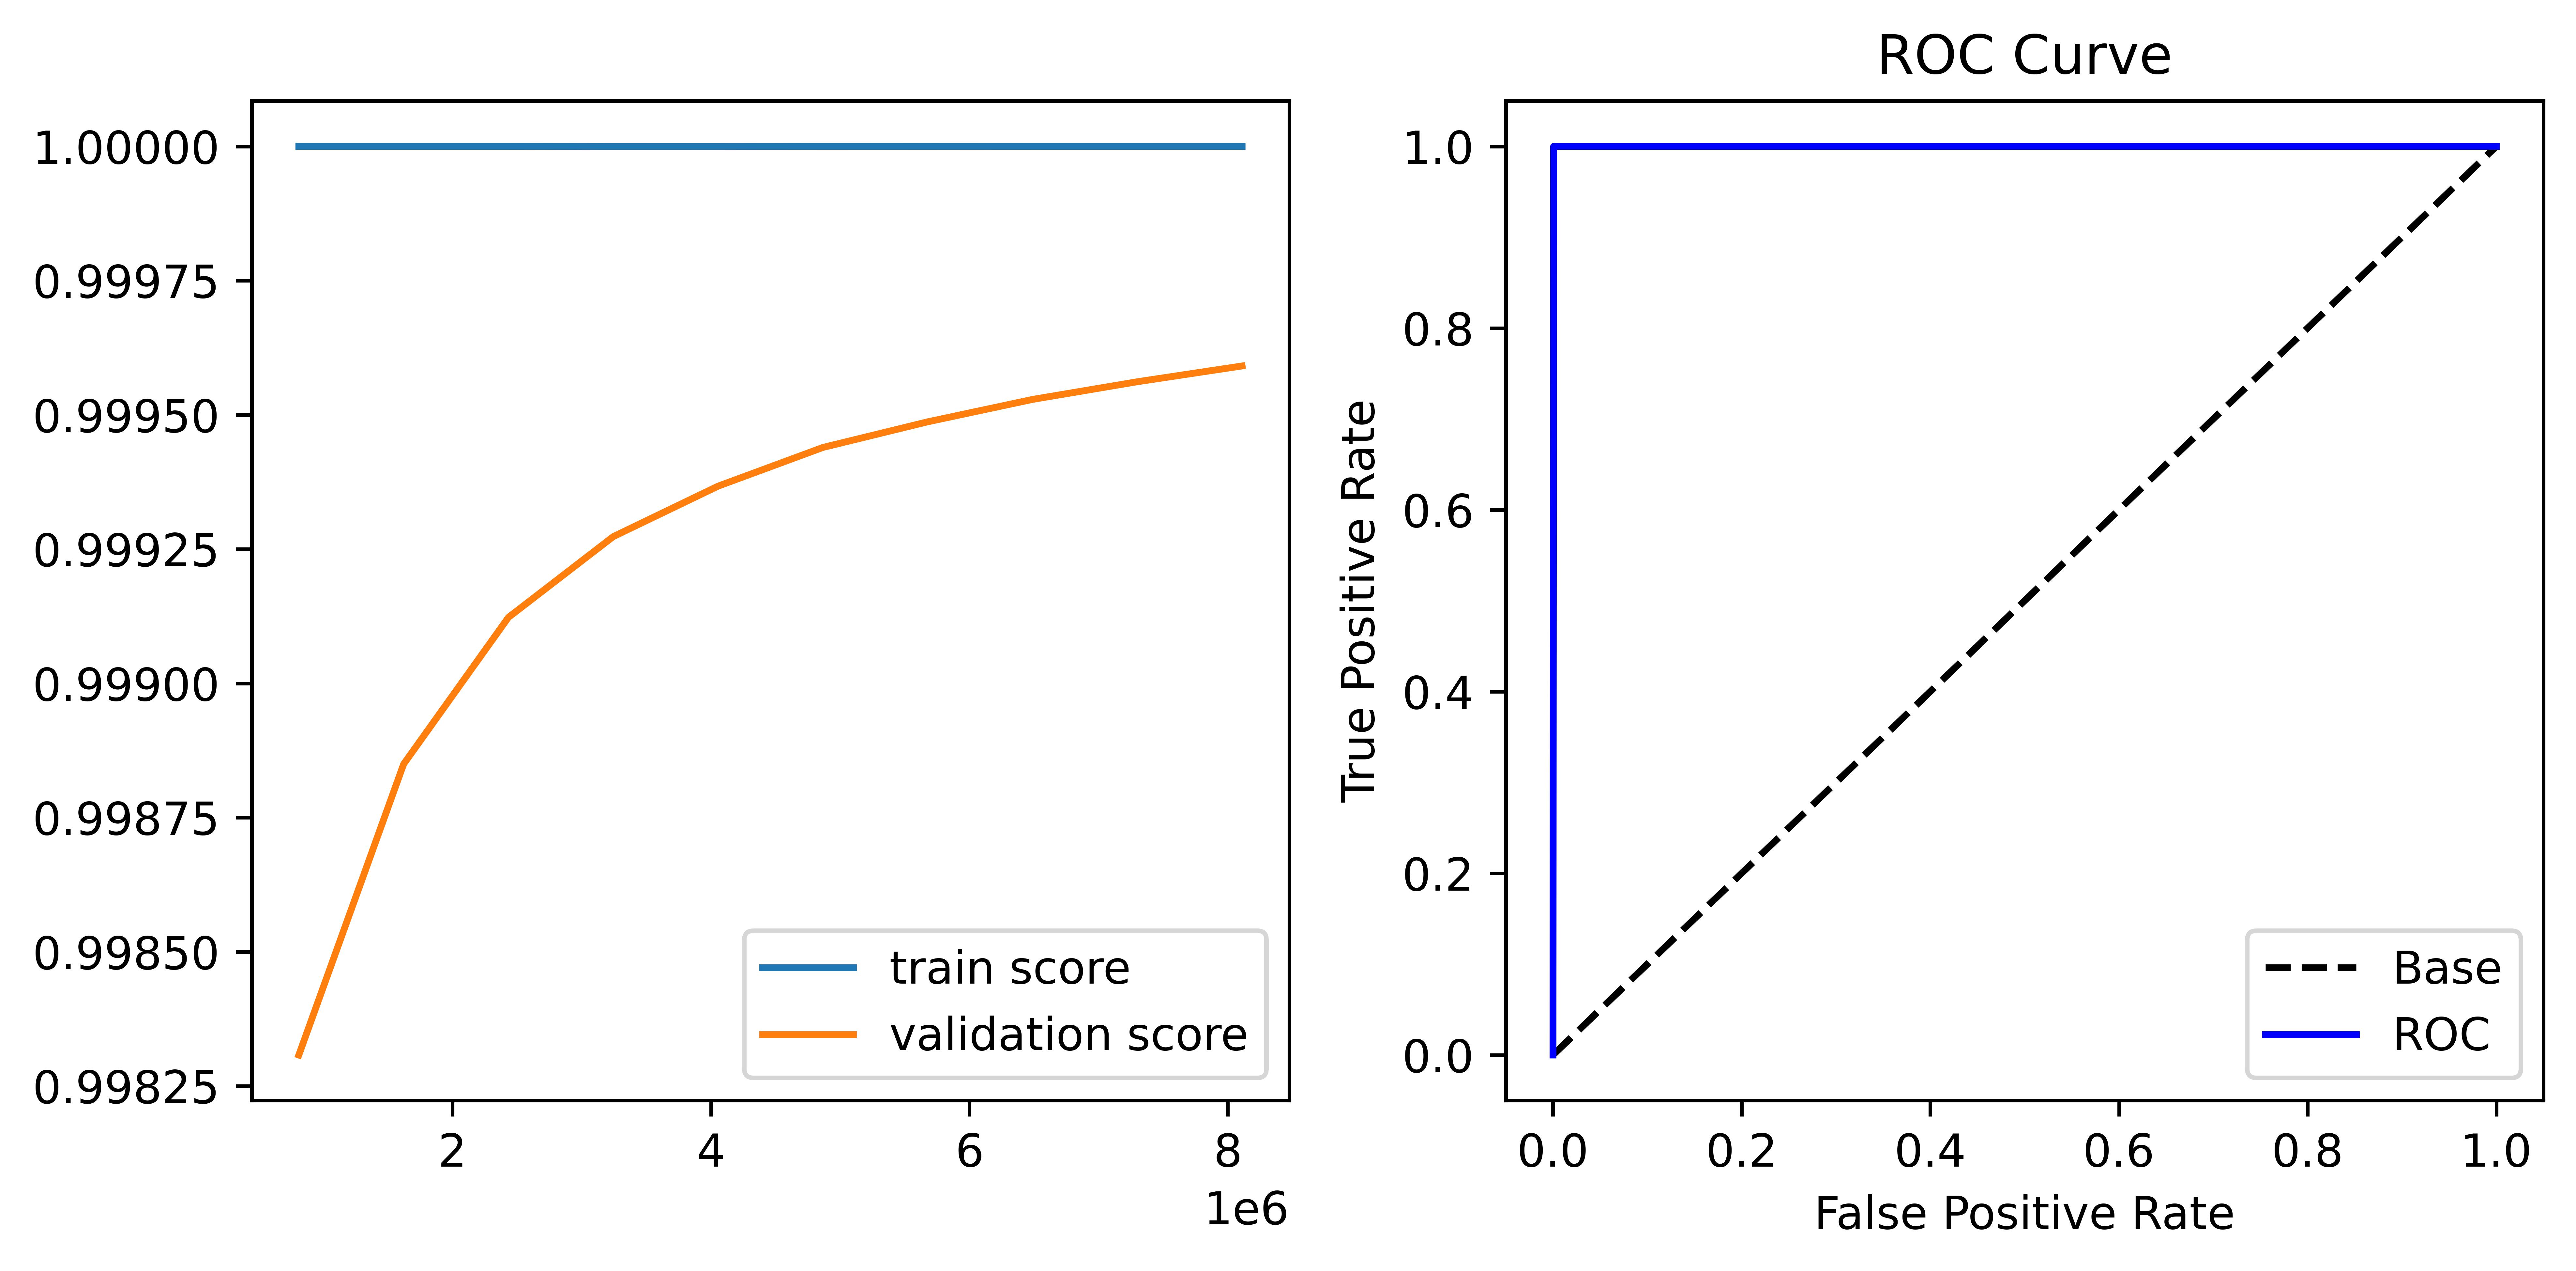 1.00000
0.99975
0.99950
0.99925
0.99900
0.99875
0.99850
0.99825
2 4 6 8
1e6
train score
validation score
ROC Curve
True Positive Rate
1.0
0.8
0.6
0.4
0.2
0.0
0.0 0.2 0.4 0.6 0.8 1.0
False Positive Rate
Base
ROC